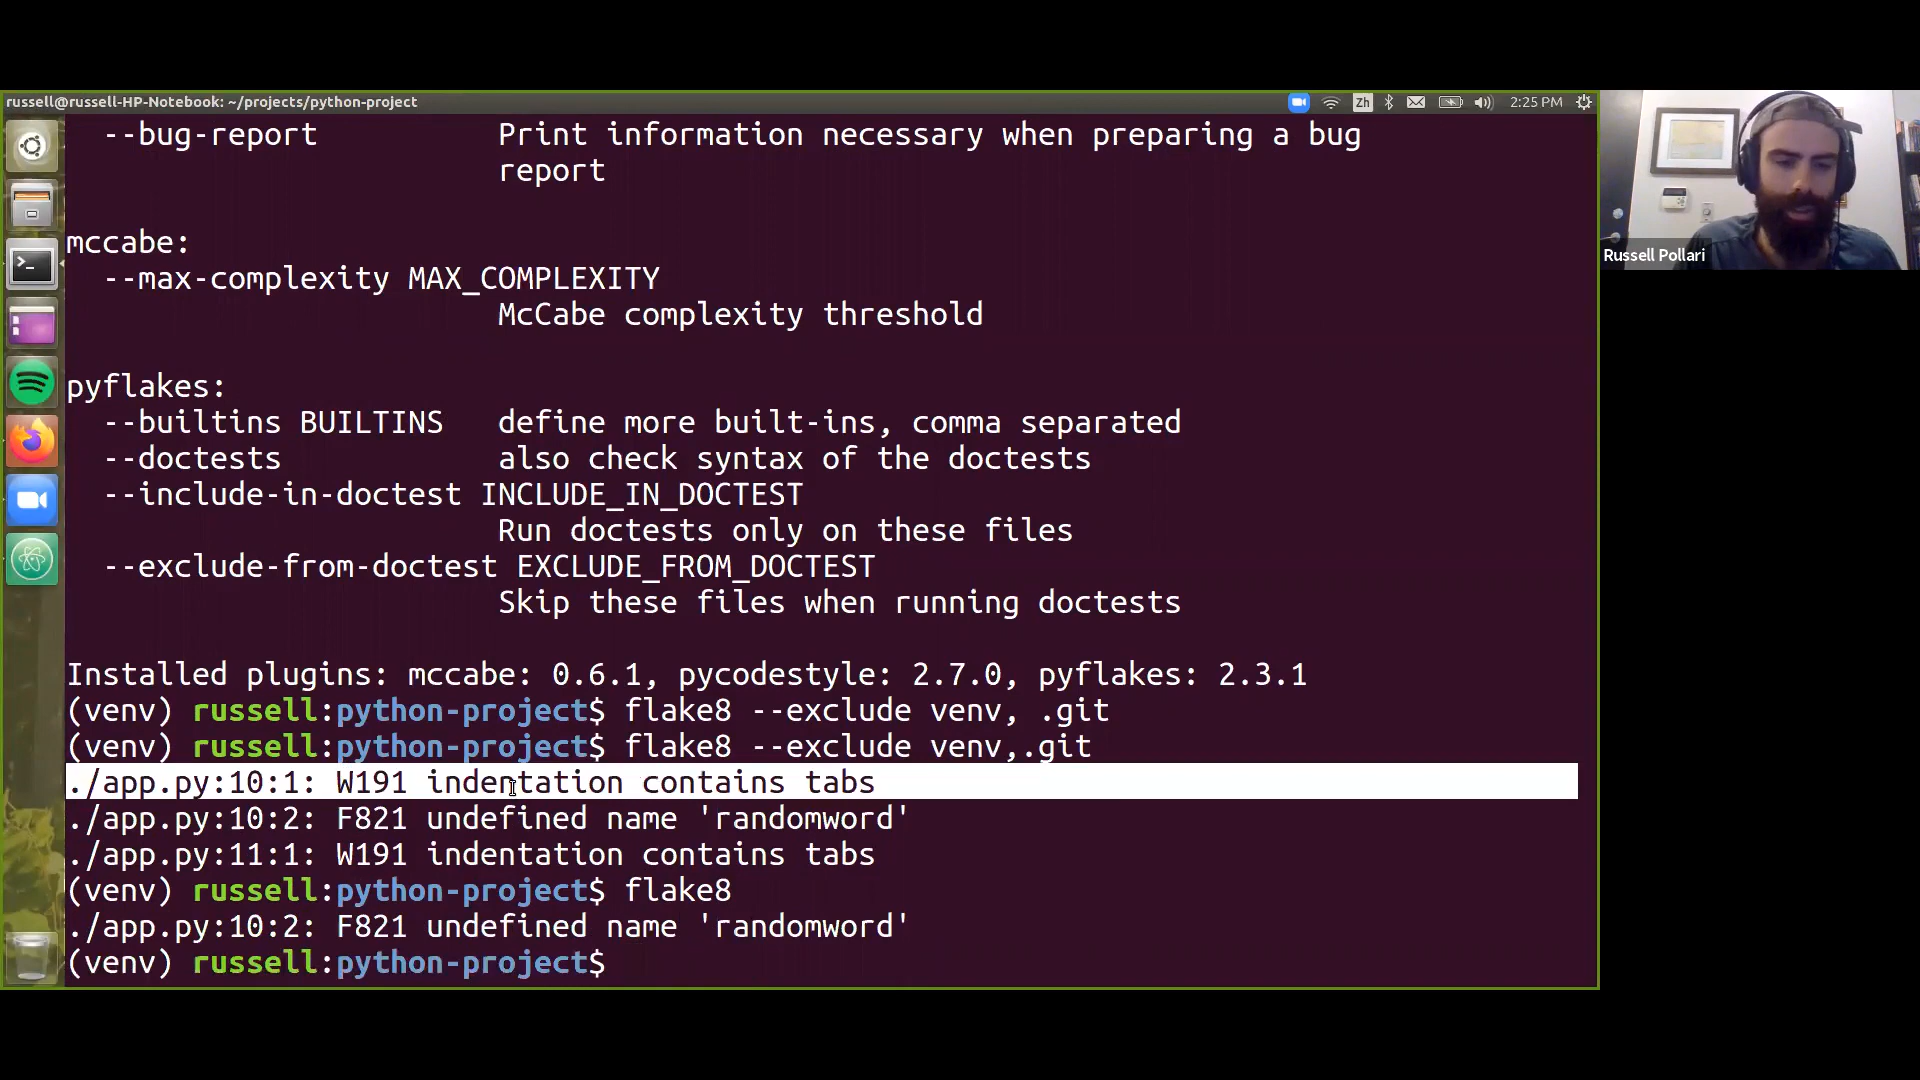 russell@russell-HP-Notebook: ~/projects/python-project
Zh
2:25 PM
--bug-report Print information necessary when preparing a bug
report
mccabe:
--max-complexity MAX_COMPLEXITY
McCabe complexity threshold
pyflakes:
--builtins BUILTINS define more built-ins, comma separated
--doctests also check syntax of the doctests
--include-in-doctest INCLUDE_IN_DOCTEST
Run doctests only on these files
--exclude-from-doctest EXCLUDE_FROM_DOCTEST
Skip these files when running doctests
Installed plugins: mccabe: 0.6.1, pycodestyle: 2.7.0, pyflakes: 2.3.1
(venv) russell:python-project$ flake8 --exclude venv, .git
(venv) russell:python-project$ flake8 --exclude venv,.git
./app.py:10:1: W191 indentation contains tabs
./app.py:10:2: F821 undefined name 'randomword'
./app.py:11:1: W191 indentation contains tabs
(venv) russell:python-project$ flake8
./app.py:10:2: F821 undefined name 'randomword'
(venv) russell:python-project$
Russell Pollari